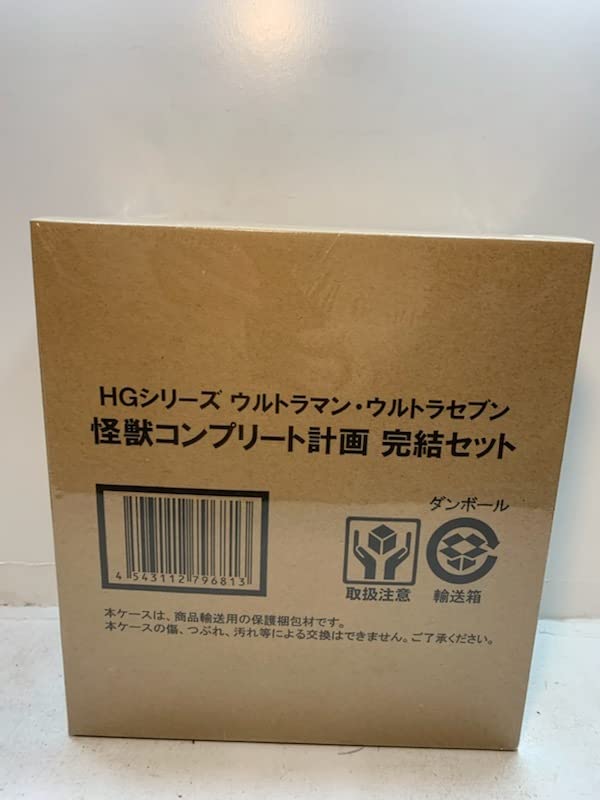 HGシリーズ ウルトラマン・ウルトラセブン
怪獣コンプリート計画 完結セット
ダンボール
4 543112 796813
取扱注意 輸送箱
本ケースは、商品輸送用の保護梱包材です。
本ケースの傷、つぶれ、汚れ等による交換はできません。ご了承ください。